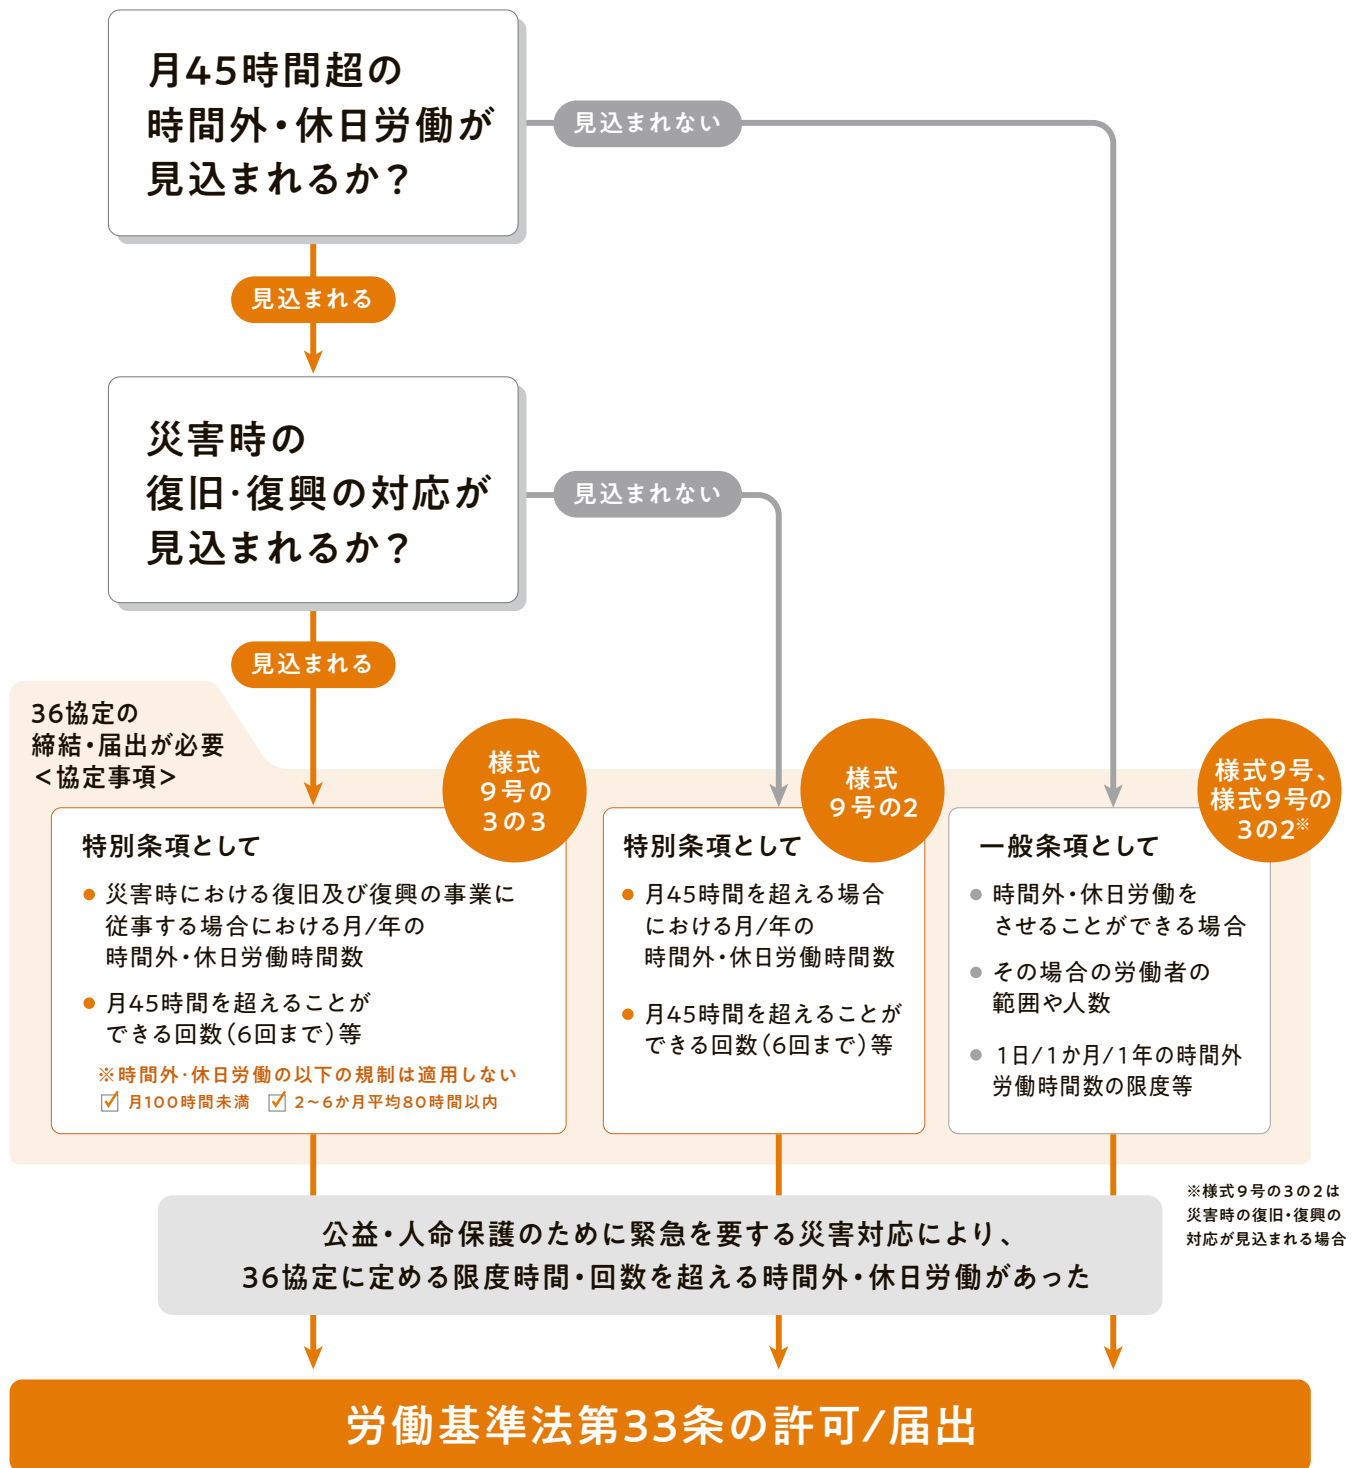 月45時間超の
時間外・休日労働が
見込まれるか？
見込まれない
見込まれる
災害時の
復旧・復興の対応が
見込まれるか？
見込まれない
見込まれる
36協定の
締結・届出が必要
＜協定事項＞
様式
9号の
3の3
特別条項として
● 災害時における復旧及び復興の事業に
従事する場合における月/年の
時間外・休日労働時間数
● 月45時間を超えることが
できる回数（6回まで）等
※時間外・休日労働の以下の規制は適用しない
☑ 月100時間未満 ☑ 2～6か月平均80時間以内
様式
9号の2
特別条項として
● 月45時間を超える場合
における月/年の
時間外・休日労働時間数
● 月45時間を超えることが
できる回数（6回まで）等
様式9号、
様式9号の
3の2※
一般条項として
● 時間外・休日労働を
させることができる場合
● その場合の労働者の
範囲や人数
● 1日/1か月/1年の時間外
労働時間数の限度等
※様式9号の3の2は
災害時の復旧・復興の
対応が見込まれる場合
公益・人命保護のために緊急を要する災害対応により、
36協定に定める限度時間・回数を超える時間外・休日労働があった
労働基準法第33条の許可/届出